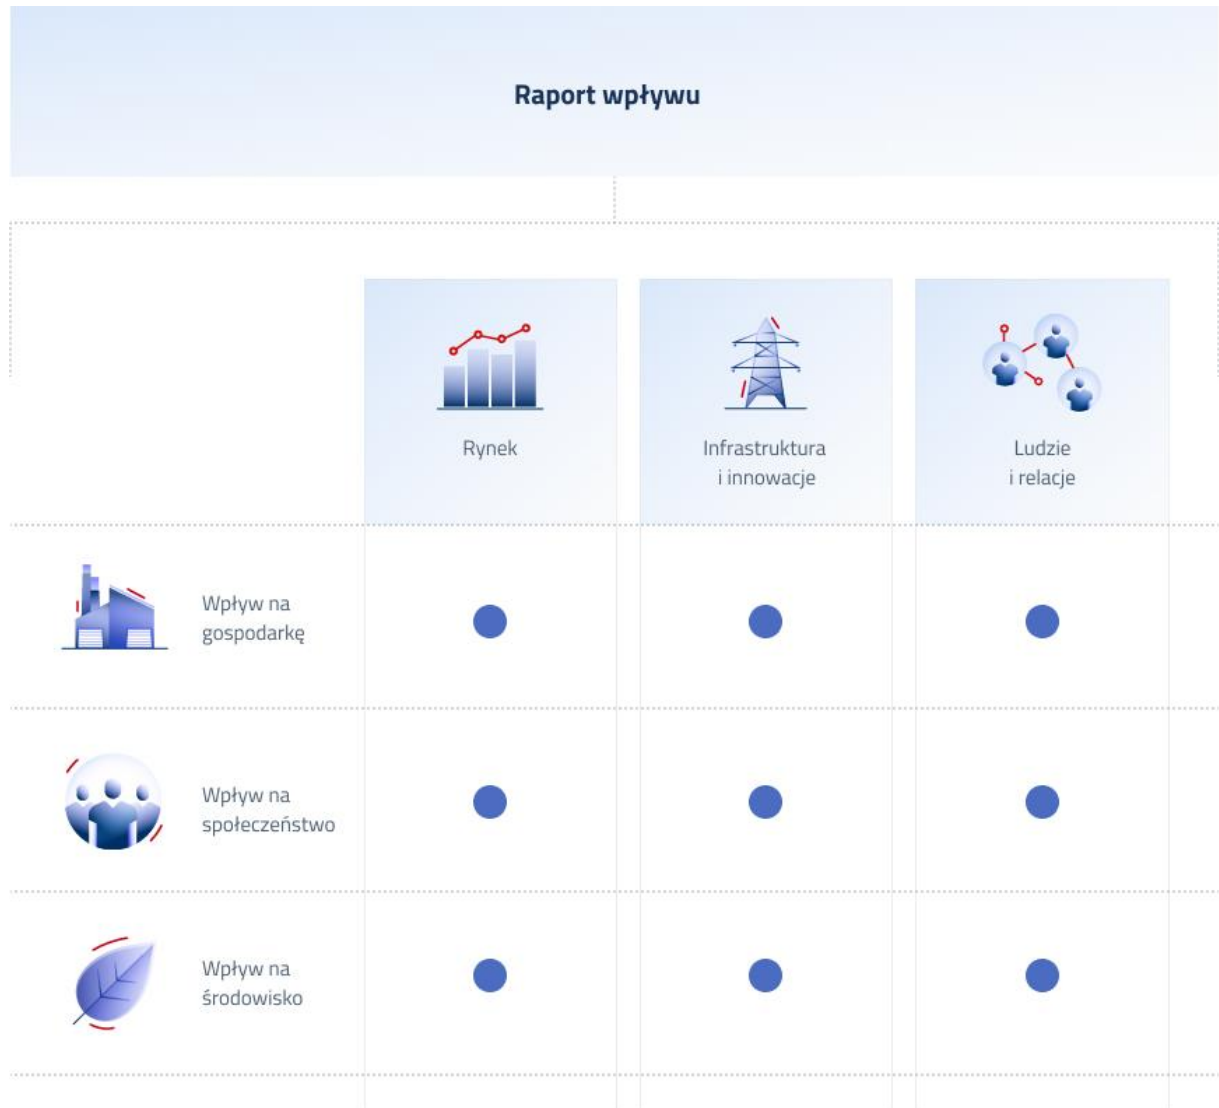 Raport wpływu
Rynek
Infrastruktura
i innowacje
Ludzie
i relacje
Wpływ na
gospodarkę
Wpływ na
społeczeństwo
Wpływ na
środowisko